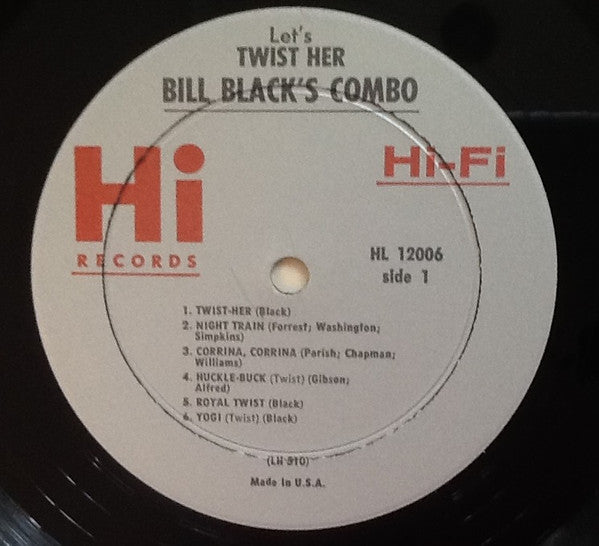 Let's
TWIST HER
BILL BLACK'S COMBO
Hi
RECORDS
Hi-Fi
HL 12006
side 1
1. TWIST-HER (Black)
2. NIGHT TRAIN (Forrest; Washington;
Simpkins)
3. CORRINA, CORRINA (Parish; Chapman;
Williams)
4. HUCKLE-BUCK (Twist) (Gibson;
Alfred)
5. ROYAL TWIST (Black)
6. YOGI (Twist) (Black)
(LH 510)
Made In U.S.A.